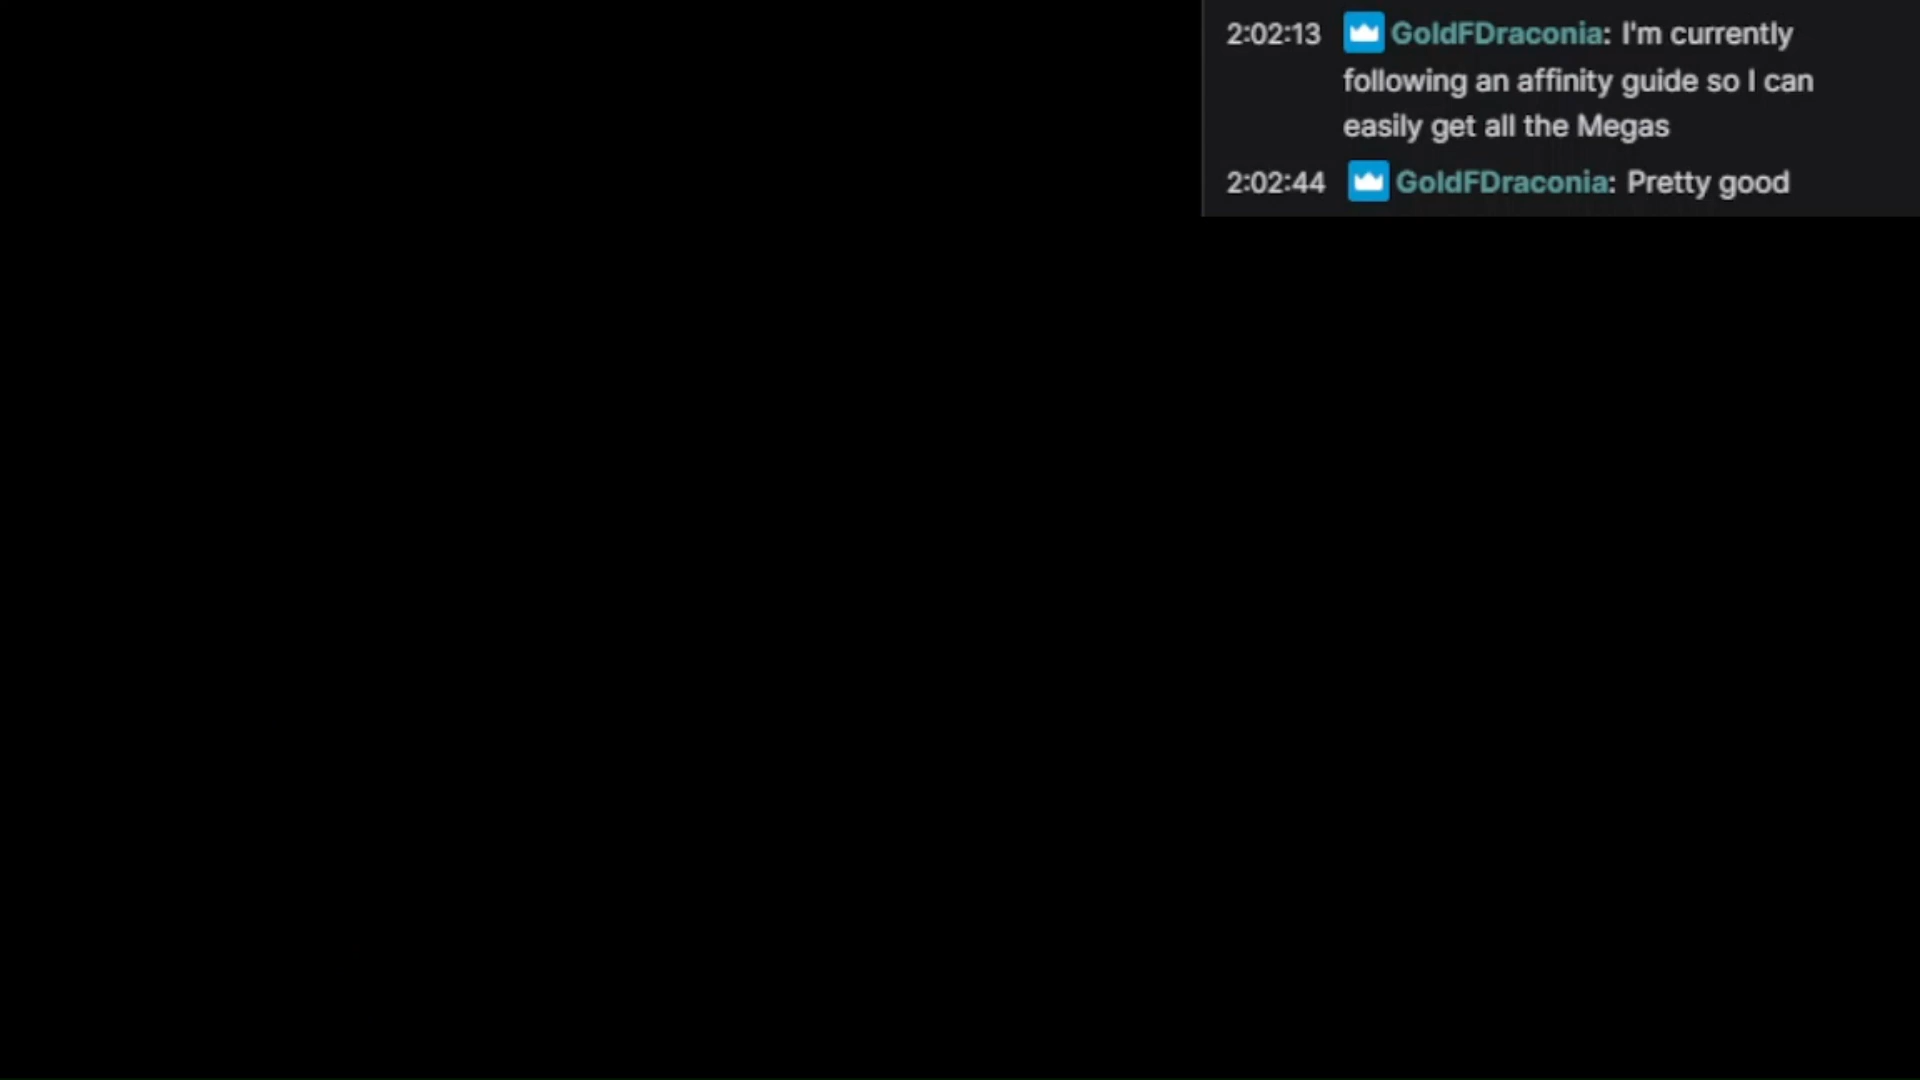 2:02:13 GoldFDraconia: I'm currently
following an affinity guide so I can
easily get all the Megas
2:02:44 GoldFDraconia: Pretty good